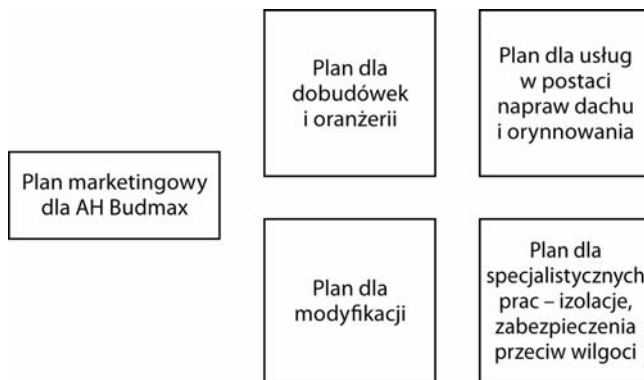 Plan marketingowy
dla AH Budmax
Plan dla
dobudówek
i oranżerii
Plan dla usług
w postaci
napraw dachu
i orynnowania
Plan dla
modyfikacji
Plan dla
specjalistycznych
prac – izolacje,
zabezpieczenia
przeciw wilgoci